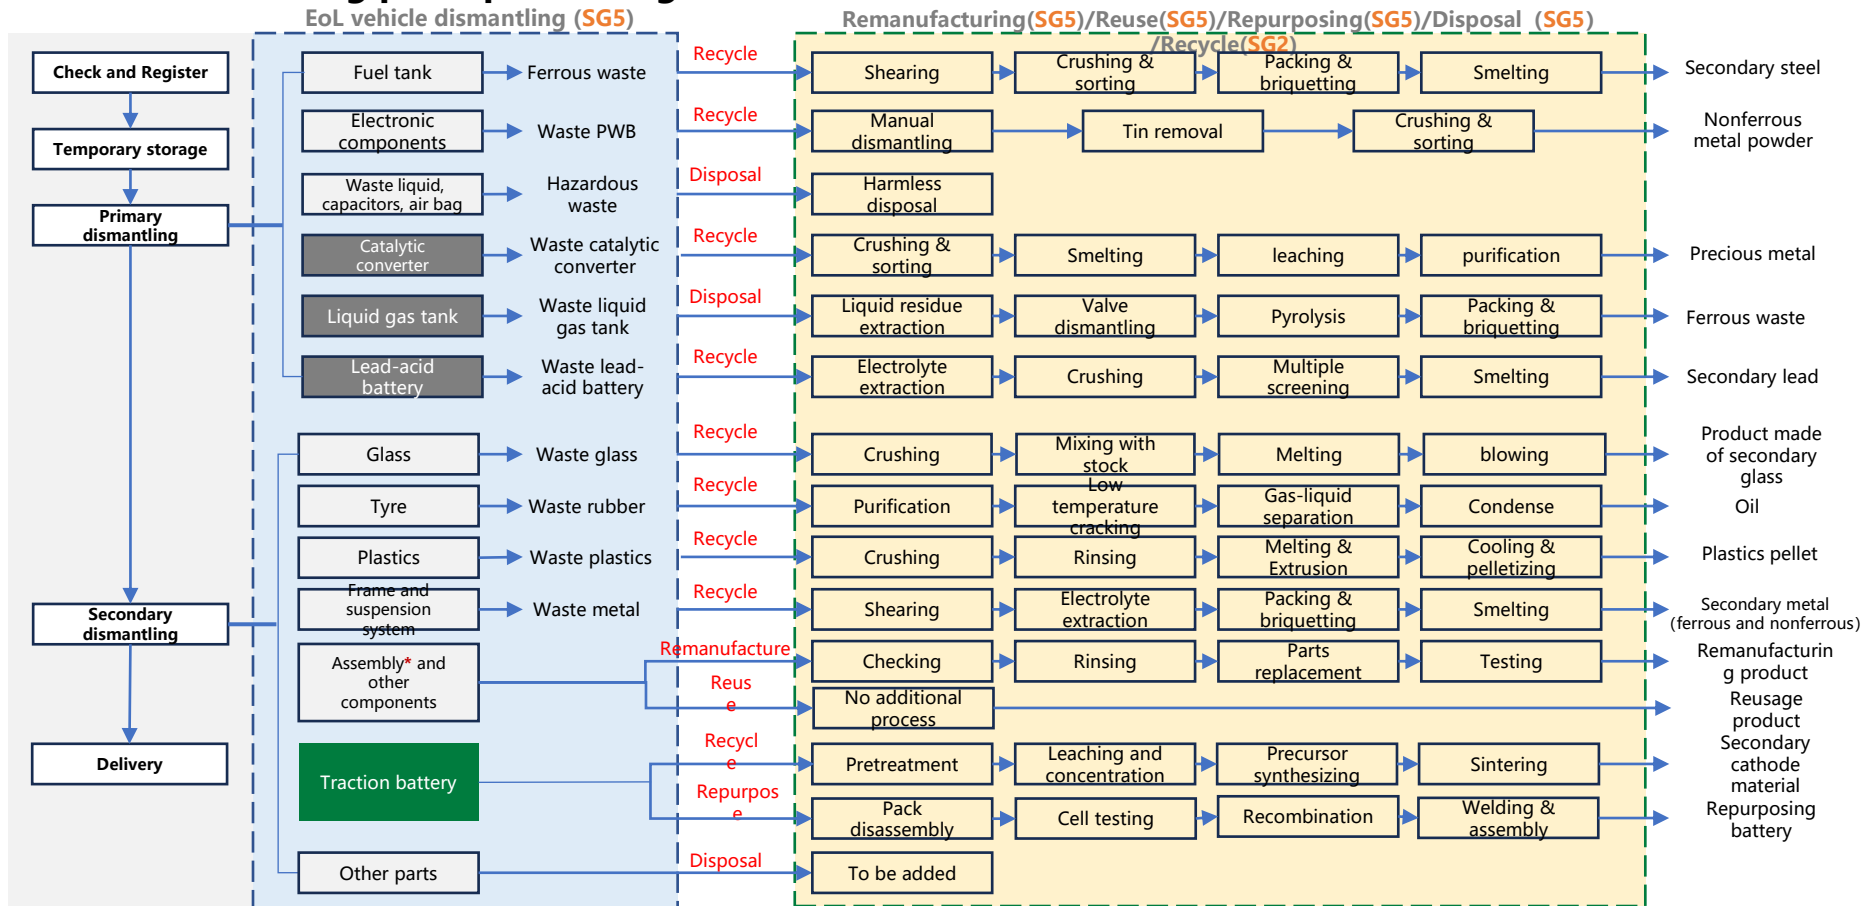 EoL vehicle dismantling (SG5)
Remanufacturing(SG5)/Reuse(SG5)/Repurposing(SG5)/Disposal (SG5)
/Recycle(SG2)
Check and Register
Temporary storage
Primary
dismantling
Secondary
dismantling
Delivery
Fuel tank
Ferrous waste
Recycle
Shearing
Crushing &
sorting
Packing &
briquetting
Smelting
Secondary steel
Electronic
components
Waste PWB
Recycle
Manual
dismantling
Tin removal
Crushing &
sorting
Nonferrous
metal powder
Waste liquid,
capacitors, air bag
Hazardous
waste
Disposal
Harmless
disposal
Catalytic
converter
Waste catalytic
converter
Recycle
Crushing &
sorting
Smelting
leaching
purification
Precious metal
Liquid gas tank
Waste liquid
gas tank
Disposal
Liquid residue
extraction
Valve
dismantling
Pyrolysis
Packing &
briquetting
Ferrous waste
Lead-acid
battery
Waste lead-
acid battery
Recycle
Electrolyte
extraction
Crushing
Multiple
screening
Smelting
Secondary lead
Glass
Waste glass
Recycle
Crushing
Mixing with
stock
Melting
blowing
Product made
of secondary
glass
Tyre
Waste rubber
Recycle
Purification
Low
temperature
cracking
Gas-liquid
separation
Condense
Oil
Plastics
Waste plastics
Recycle
Crushing
Rinsing
Melting &
Extrusion
Cooling &
pelletizing
Plastics pellet
Frame and
suspension
system
Waste metal
Recycle
Shearing
Electrolyte
extraction
Packing &
briquetting
Smelting
Secondary metal
(ferrous and nonferrous)
Assembly* and
other
components
Remanufacture
Checking
Rinsing
Parts
replacement
Testing
Remanufacturin
g product
Reus
e
No additional
process
Reusage
product
Traction battery
Recycl
e
Pretreatment
Leaching and
concentration
Precursor
synthesizing
Sintering
Secondary
cathode
material
Repurpos
e
Pack
disassembly
Cell testing
Recombination
Welding &
assembly
Repurposing
battery
Other parts
Disposal
To be added